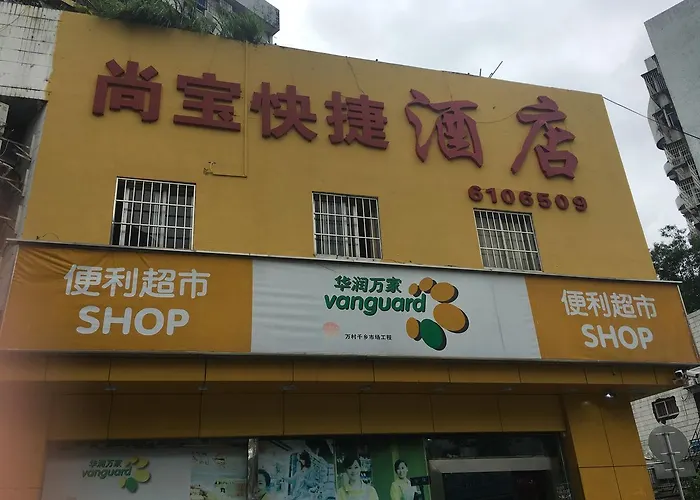 尚宝快捷酒店
6106509
便利超市
SHOP
华润万家
vanguard
万村千乡市场工程
便利超市
SHOP
华润万家
vanguard